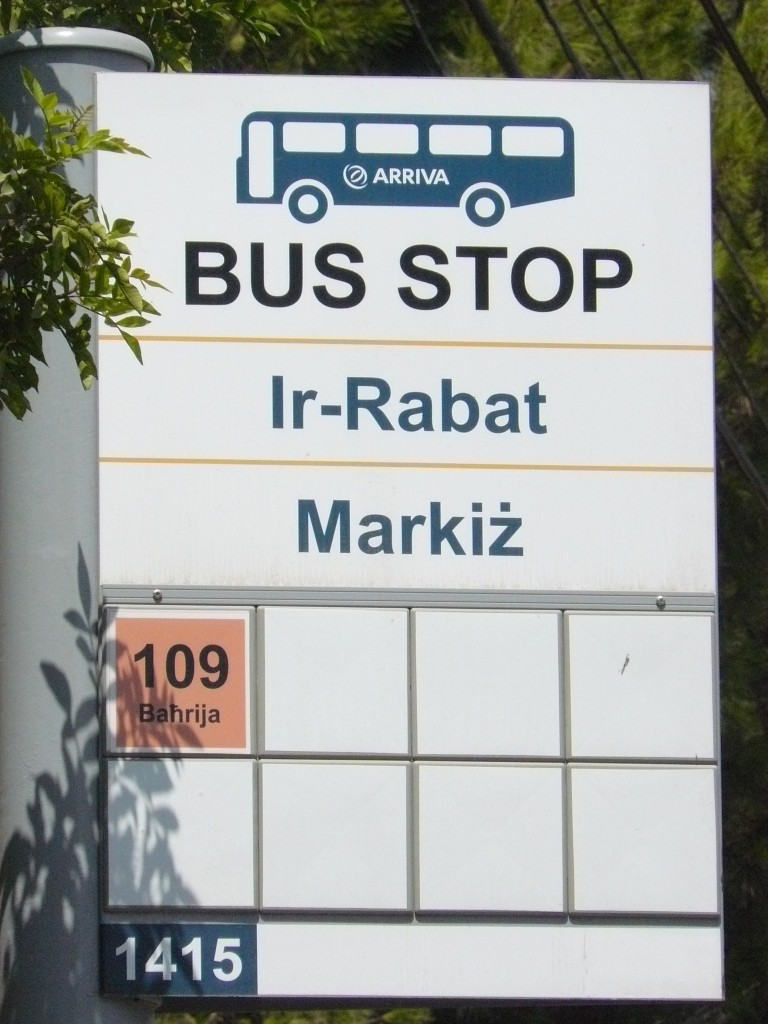 ARRIVA
BUS STOP
Ir-Rabat
Markiż
109
Baħrija
1415